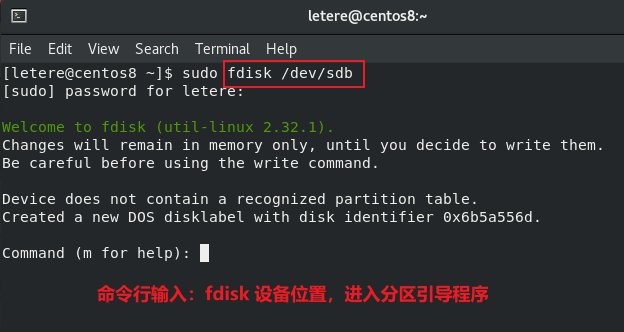 letere@centos8:~
File Edit View Search Terminal Help
[letere@centos8 ~]$ sudo fdisk /dev/sdb
[sudo] password for letere:
Welcome to fdisk (util-linux 2.32.1).
Changes will remain in memory only, until you decide to write them.
Be careful before using the write command.
Device does not contain a recognized partition table.
Created a new DOS disklabel with disk identifier 0x6b5a556d.
Command (m for help):
命令行输入：fdisk 设备位置，进入分区引导程序